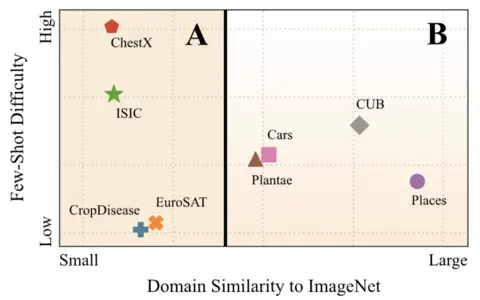 High
Few-Shot Difficulty
Low
A
B
ChestX
ISIC
CUB
Cars
Plantae
Places
CropDisease
EuroSAT
Small
Large
Domain Similarity to ImageNet